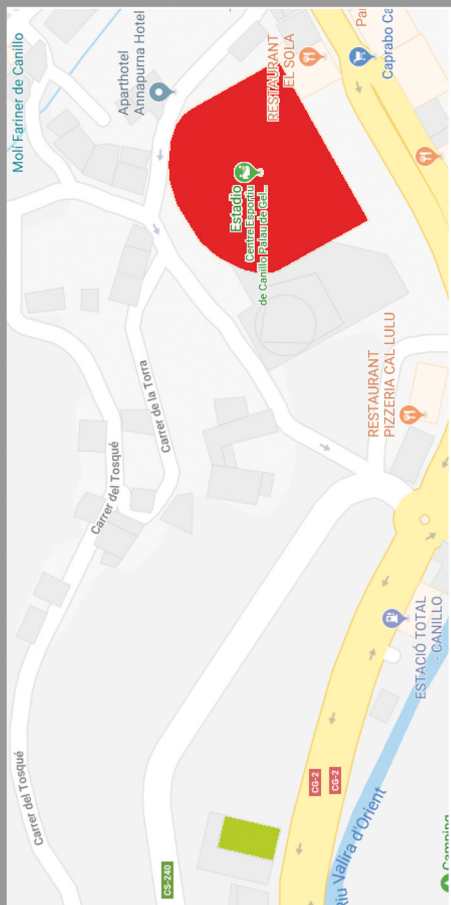 Molí Fariner de Canillo
Aparthotel
Annapurna Hotel
RESTAURANT
EL SOLA
Caprabo Ca
Estadio
Centre Esportiu
de Canillo Palau de Gel...
Carrer de la Torra
Carrer del Tosqué
RESTAURANT
PIZZERIA CAL LULU
ESTACIÓ TOTAL
- CANILLO
Carrer del Tosqué
CG-2
CG-2
CS-240
Riu Valira d'Orient
Camping